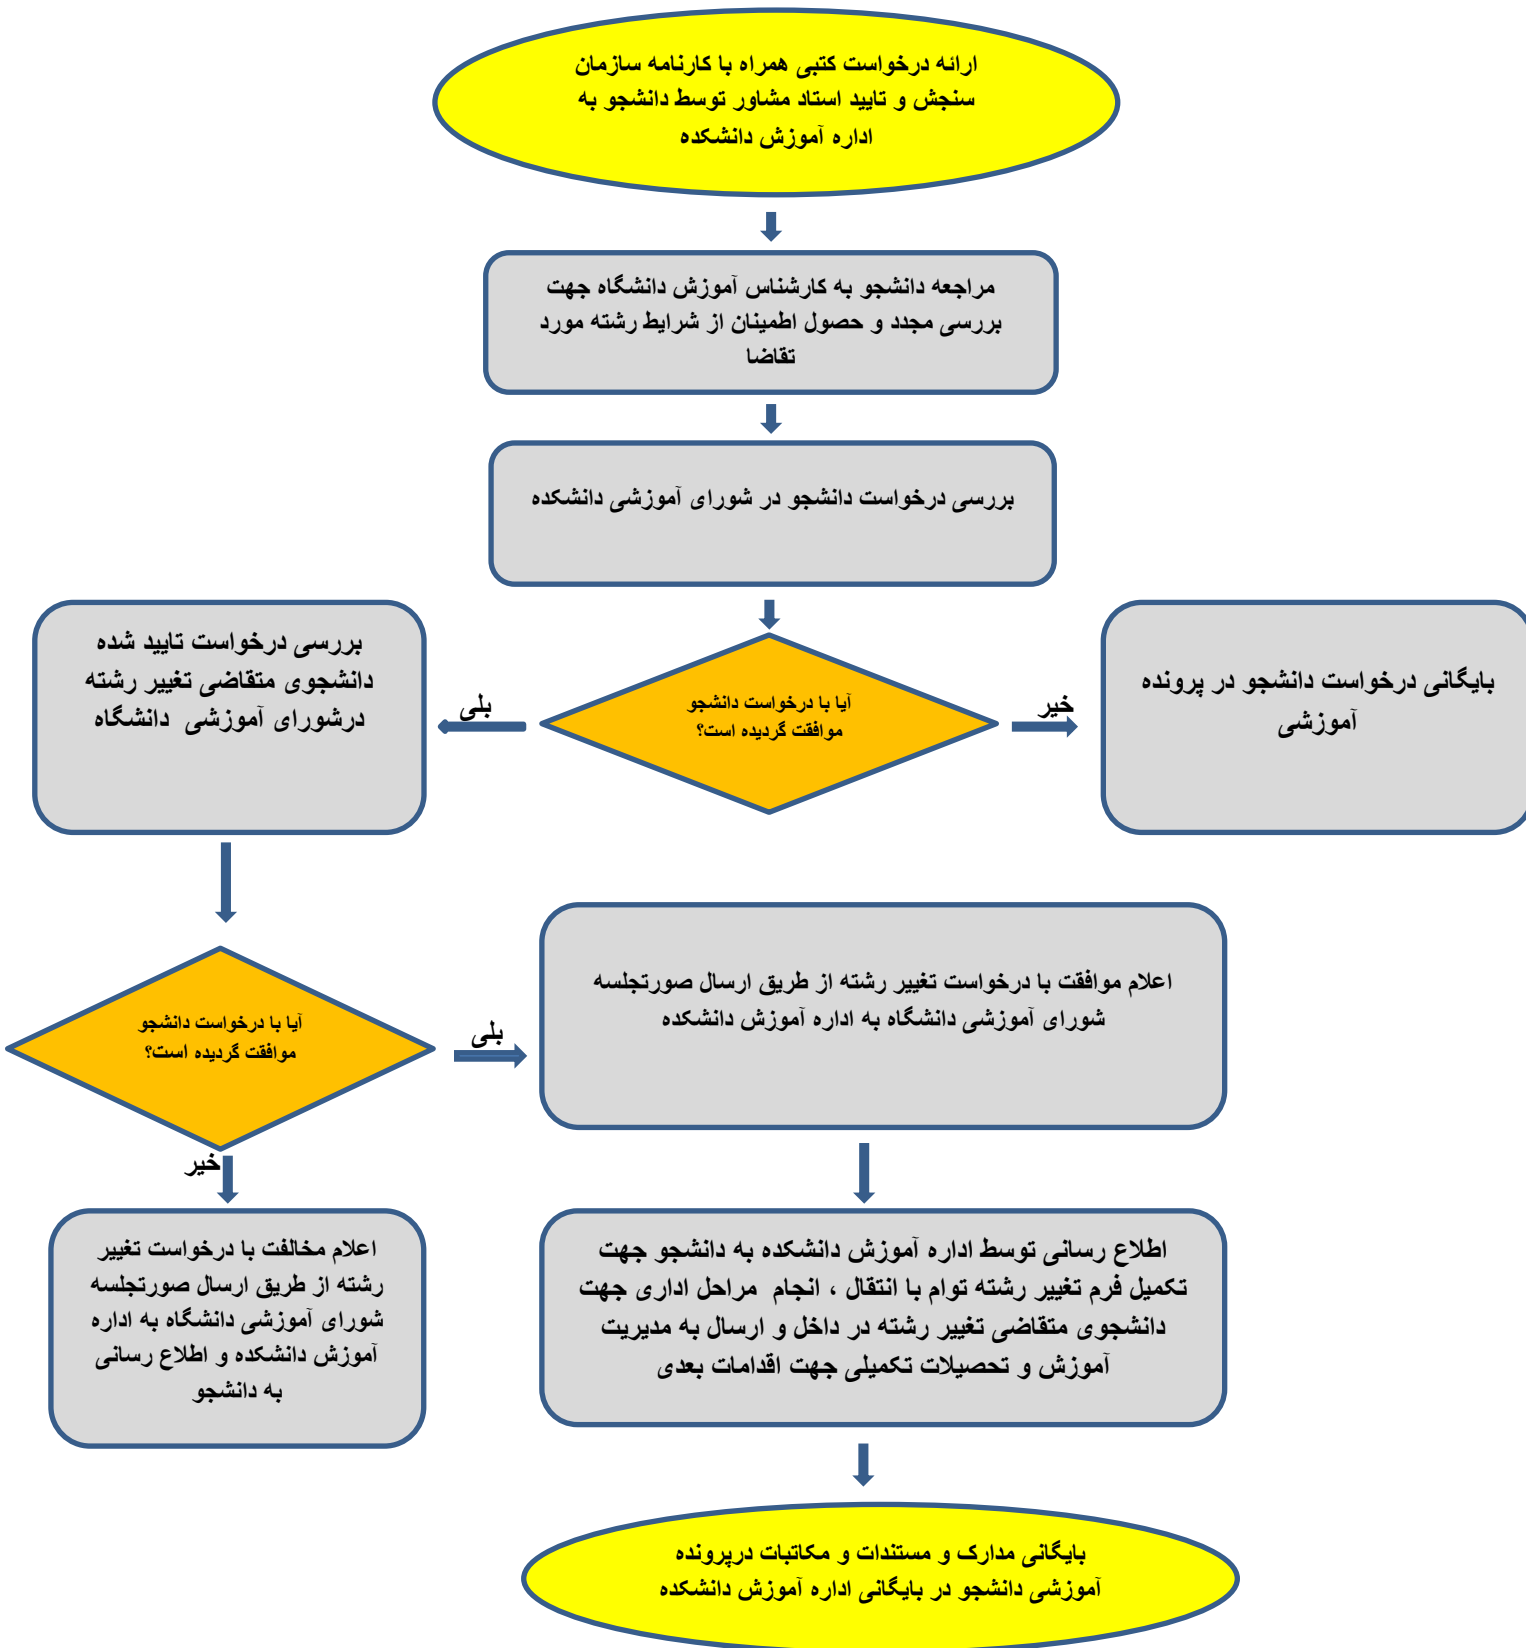 ارائه درخواست کتبی همراه با کارنامه سازمان
سنجش و تایید استاد مشاور توسط دانشجو به
اداره آموزش دانشکده
مراجعه دانشجو به کارشناس آموزش دانشگاه جهت
بررسی مجدد و حصول اطمینان از شرایط رشته مورد
تقاضا
بررسی درخواست دانشجو در شورای آموزشی دانشکده
آیا با درخواست دانشجو
موافقت گردیده است؟
خیر
بایگانی درخواست دانشجو در پرونده
آموزشی
بلی
بررسی درخواست تایید شده
دانشجوی متقاضی تغییر رشته
درشورای آموزشی دانشگاه
آیا با درخواست دانشجو
موافقت گردیده است؟
بلی
اعلام موافقت با درخواست تغییر رشته از طریق ارسال صورتجلسه
شورای آموزشی دانشگاه به اداره آموزش دانشکده
خیر
اعلام مخالفت با درخواست تغییر
رشته از طریق ارسال صورتجلسه
شورای آموزشی دانشگاه به اداره
آموزش دانشکده و اطلاع رسانی
به دانشجو
اطلاع رسانی توسط اداره آموزش دانشکده به دانشجو جهت
تکمیل فرم تغییر رشته توام با انتقال ، انجام مراحل اداری جهت
دانشجوی متقاضی تغییر رشته در داخل و ارسال به مدیریت
آموزش و تحصیلات تکمیلی جهت اقدامات بعدی
بایگانی مدارک و مستندات و مکاتبات درپرونده
آموزشی دانشجو در بایگانی اداره آموزش دانشکده